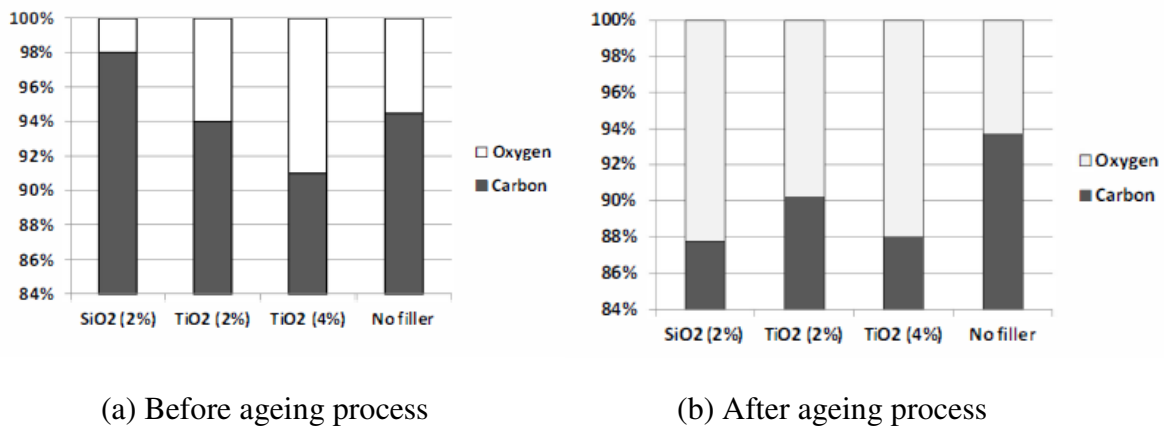 100%
98%
96%
94%
92%
90%
88%
86%
84%
SiO2 (2%) TiO2 (2%) TiO2 (4%) No filler
Oxygen
Carbon
(a) Before ageing process
100%
98%
96%
94%
92%
90%
88%
86%
84%
SiO2 (2%) TiO2 (2%) TiO2 (4%) No filler
Oxygen
Carbon
(b) After ageing process